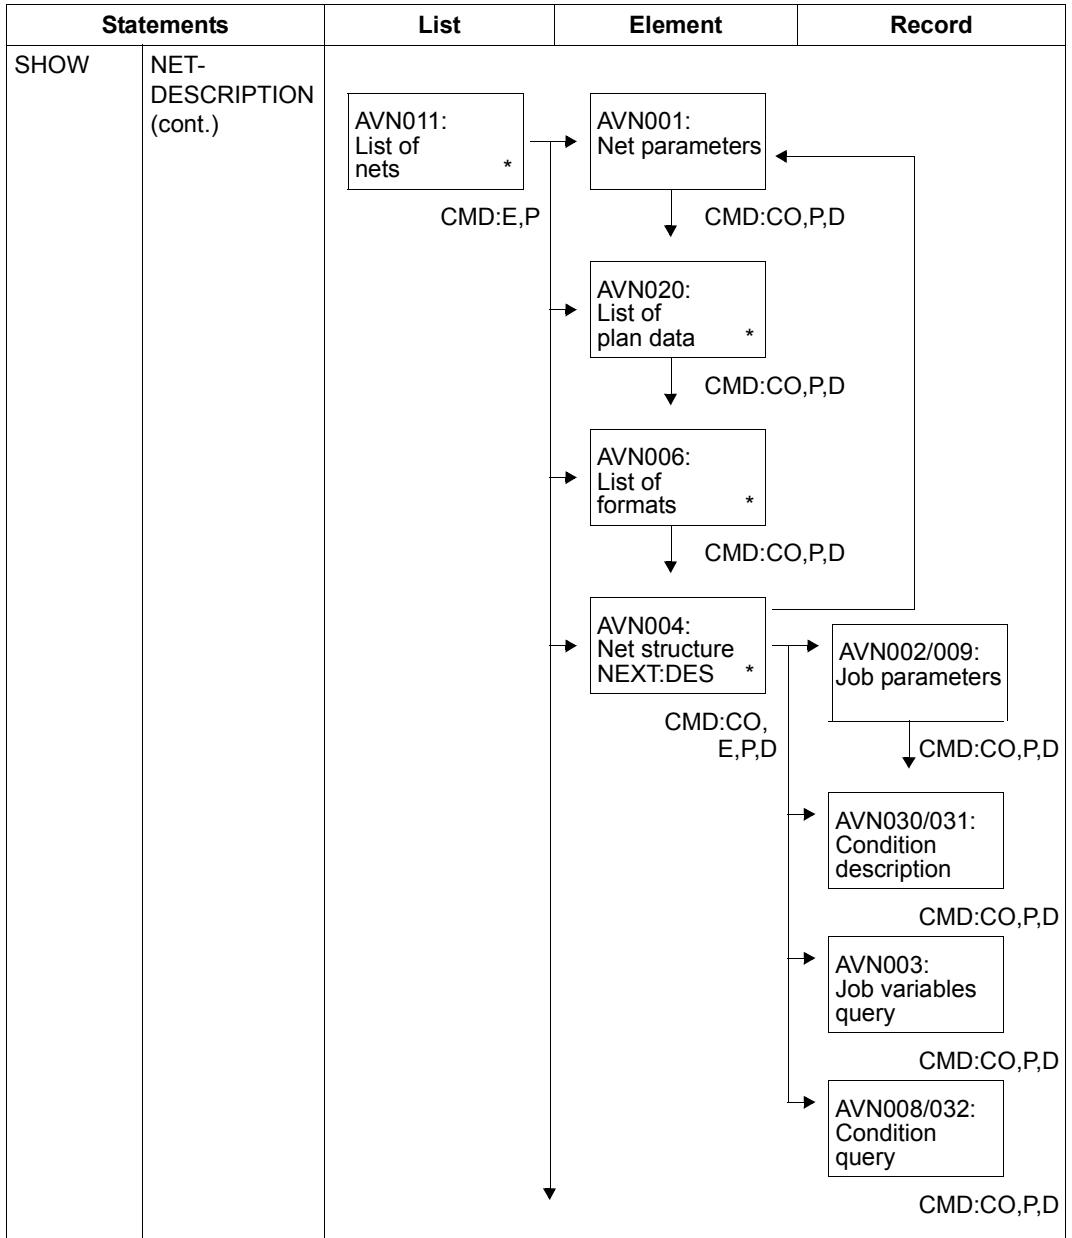 Statements List Element Record
SHOW NET-
DESCRIPTION
(cont.)
AVN011:
List of
nets *
CMD:E,P
AVN001:
Net parameters
CMD:CO,P,D
AVN020:
List of
plan data *
CMD:CO,P,D
AVN006:
List of
formats *
CMD:CO,P,D
AVN004:
Net structure
NEXT:DES *
CMD:CO,
E,P,D
AVN002/009:
Job parameters
CMD:CO,P,D
AVN030/031:
Condition
description
CMD:CO,P,D
AVN003:
Job variables
query
CMD:CO,P,D
AVN008/032:
Condition
query
CMD:CO,P,D